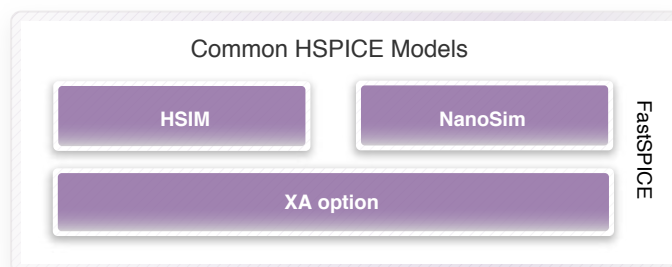 Common HSPICE Models
HSIM
NanoSim
FastSPICE
XA option